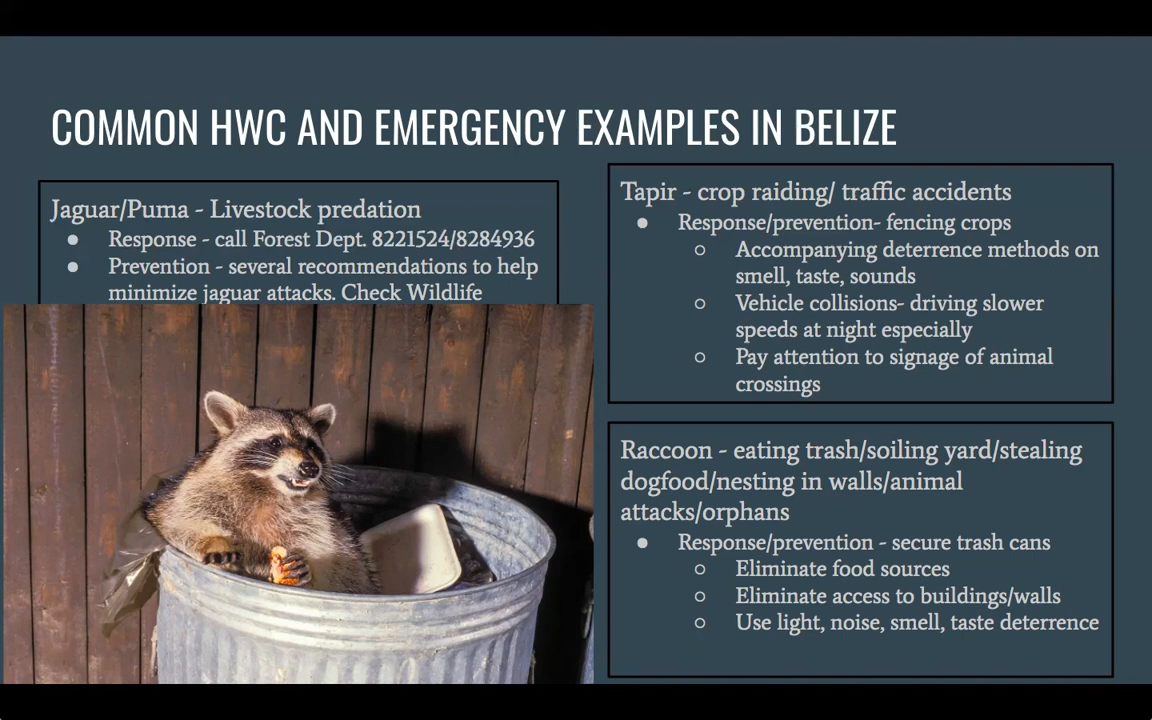 COMMON HWC AND EMERGENCY EXAMPLES IN BELIZE
Jaguar/Puma - Livestock predation
● Response - call Forest Dept. 8221524/8284936
● Prevention - several recommendations to help
minimize jaguar attacks. Check Wildlife
Tapir - crop raiding/ traffic accidents
● Response/prevention- fencing crops
○ Accompanying deterrence methods on
smell, taste, sounds
○ Vehicle collisions- driving slower
speeds at night especially
○ Pay attention to signage of animal
crossings
Raccoon - eating trash/soiling yard/stealing
dogfood/nesting in walls/animal
attacks/orphans
● Response/prevention - secure trash cans
○ Eliminate food sources
○ Eliminate access to buildings/walls
○ Use light, noise, smell, taste deterrence